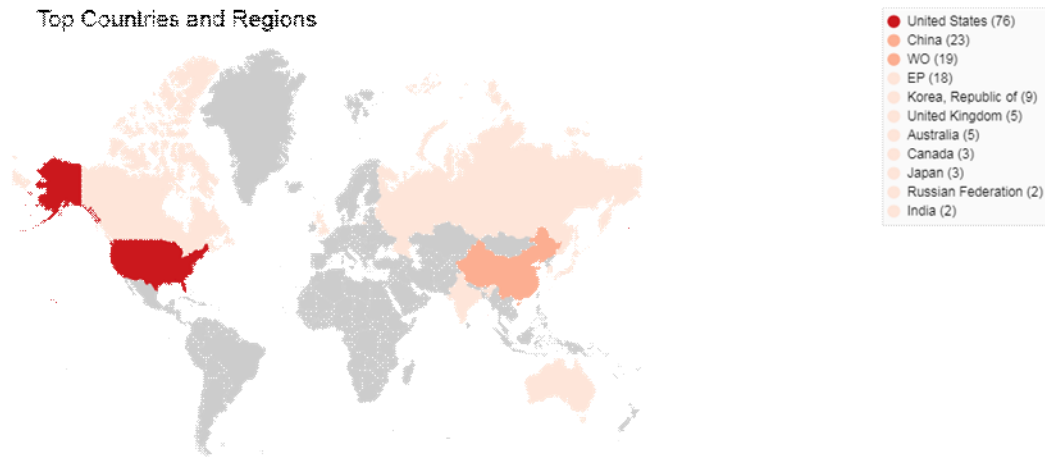 Top Countries and Regions
United States (76)
China (23)
WO (19)
EP (18)
Korea, Republic of (9)
United Kingdom (5)
Australia (5)
Canada (3)
Japan (3)
Russian Federation (2)
India (2)